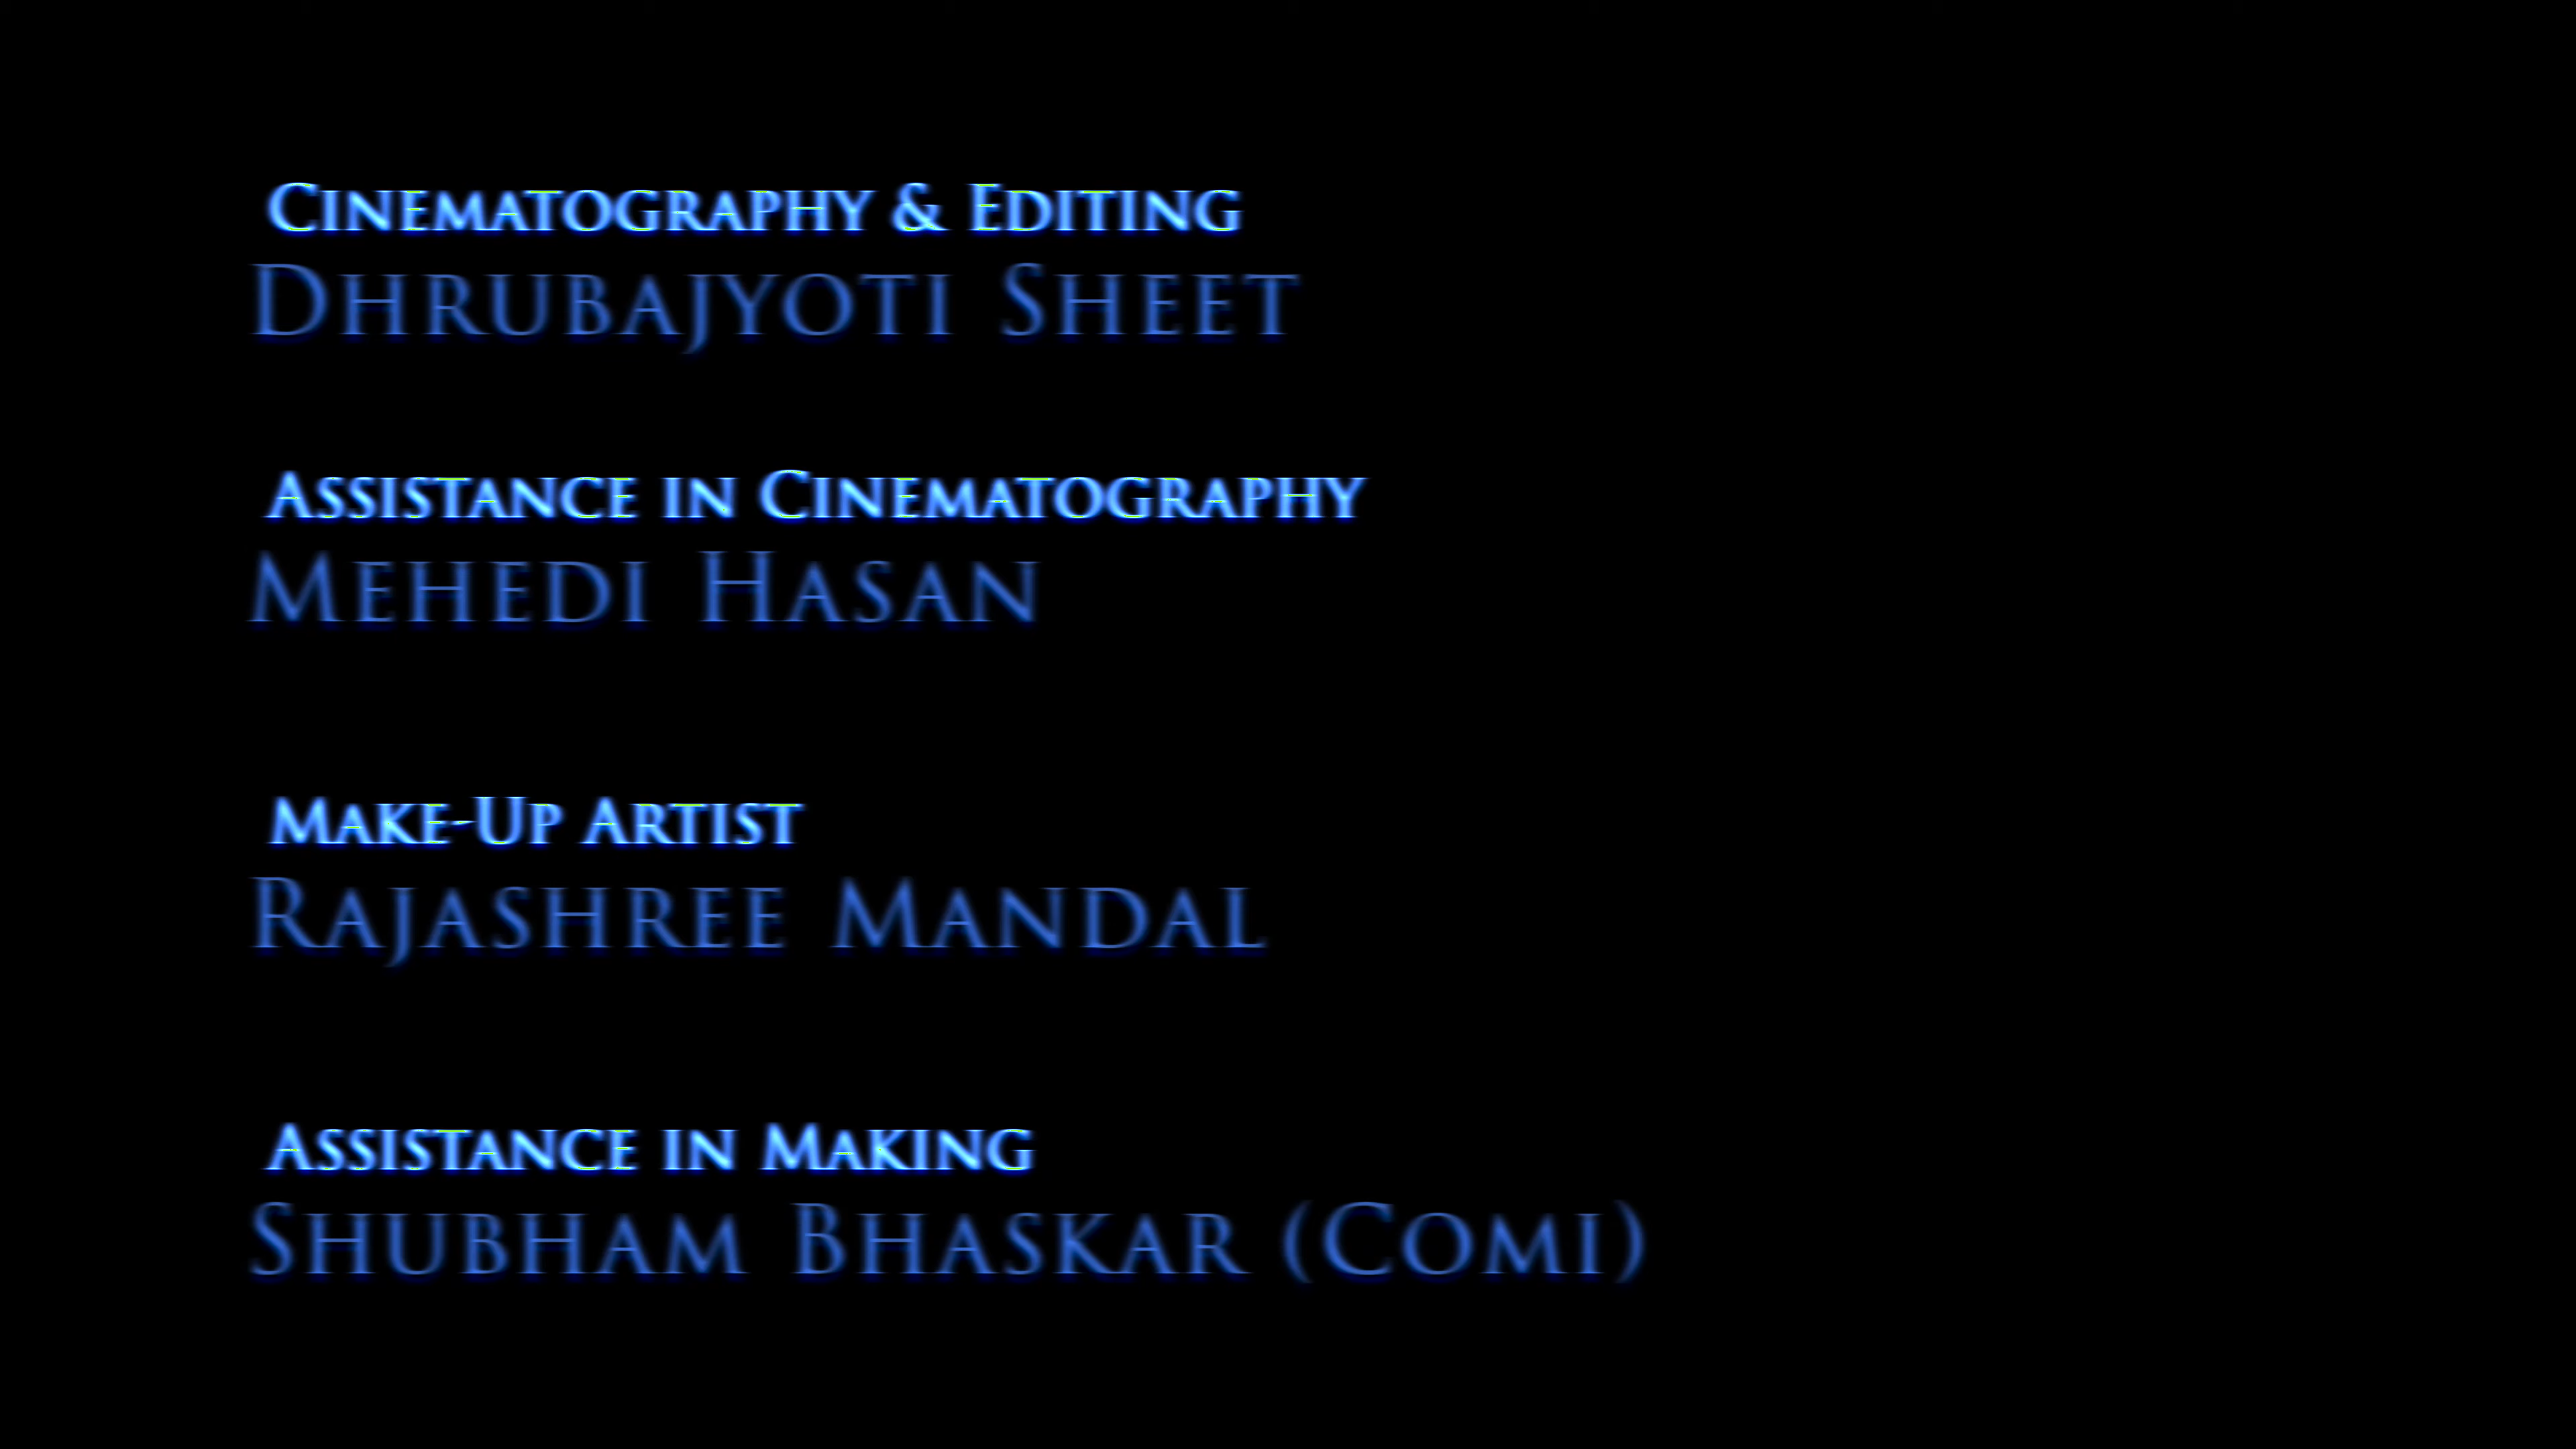 Cinematography & Editing
Dhrubajyoti Sheet
Assistance in Cinematography
Mehedi Hasan
Make-Up Artist
Rajashree Mandal
Assistance in Making
Shubham Bhaskar (Comi)